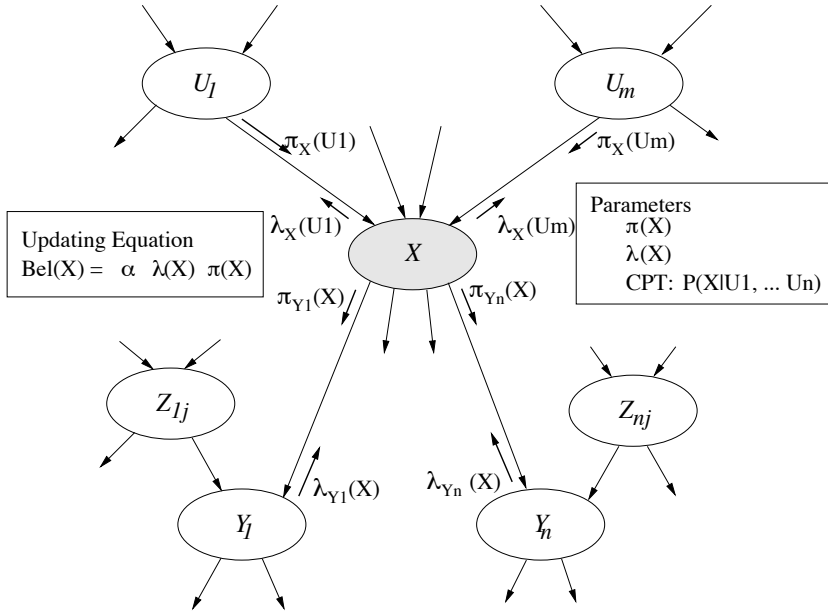 U1
Um
πX(U1)
πX(Um)
λX(U1)
λX(Um)
Updating Equation
Bel(X) = α λ(X) π(X)
X
Parameters
π(X)
λ(X)
CPT: P(X|U1, ... Un)
πY1(X)
πYn(X)
Z1j
Znj
λY1(X)
λYn (X)
Y1
Yn